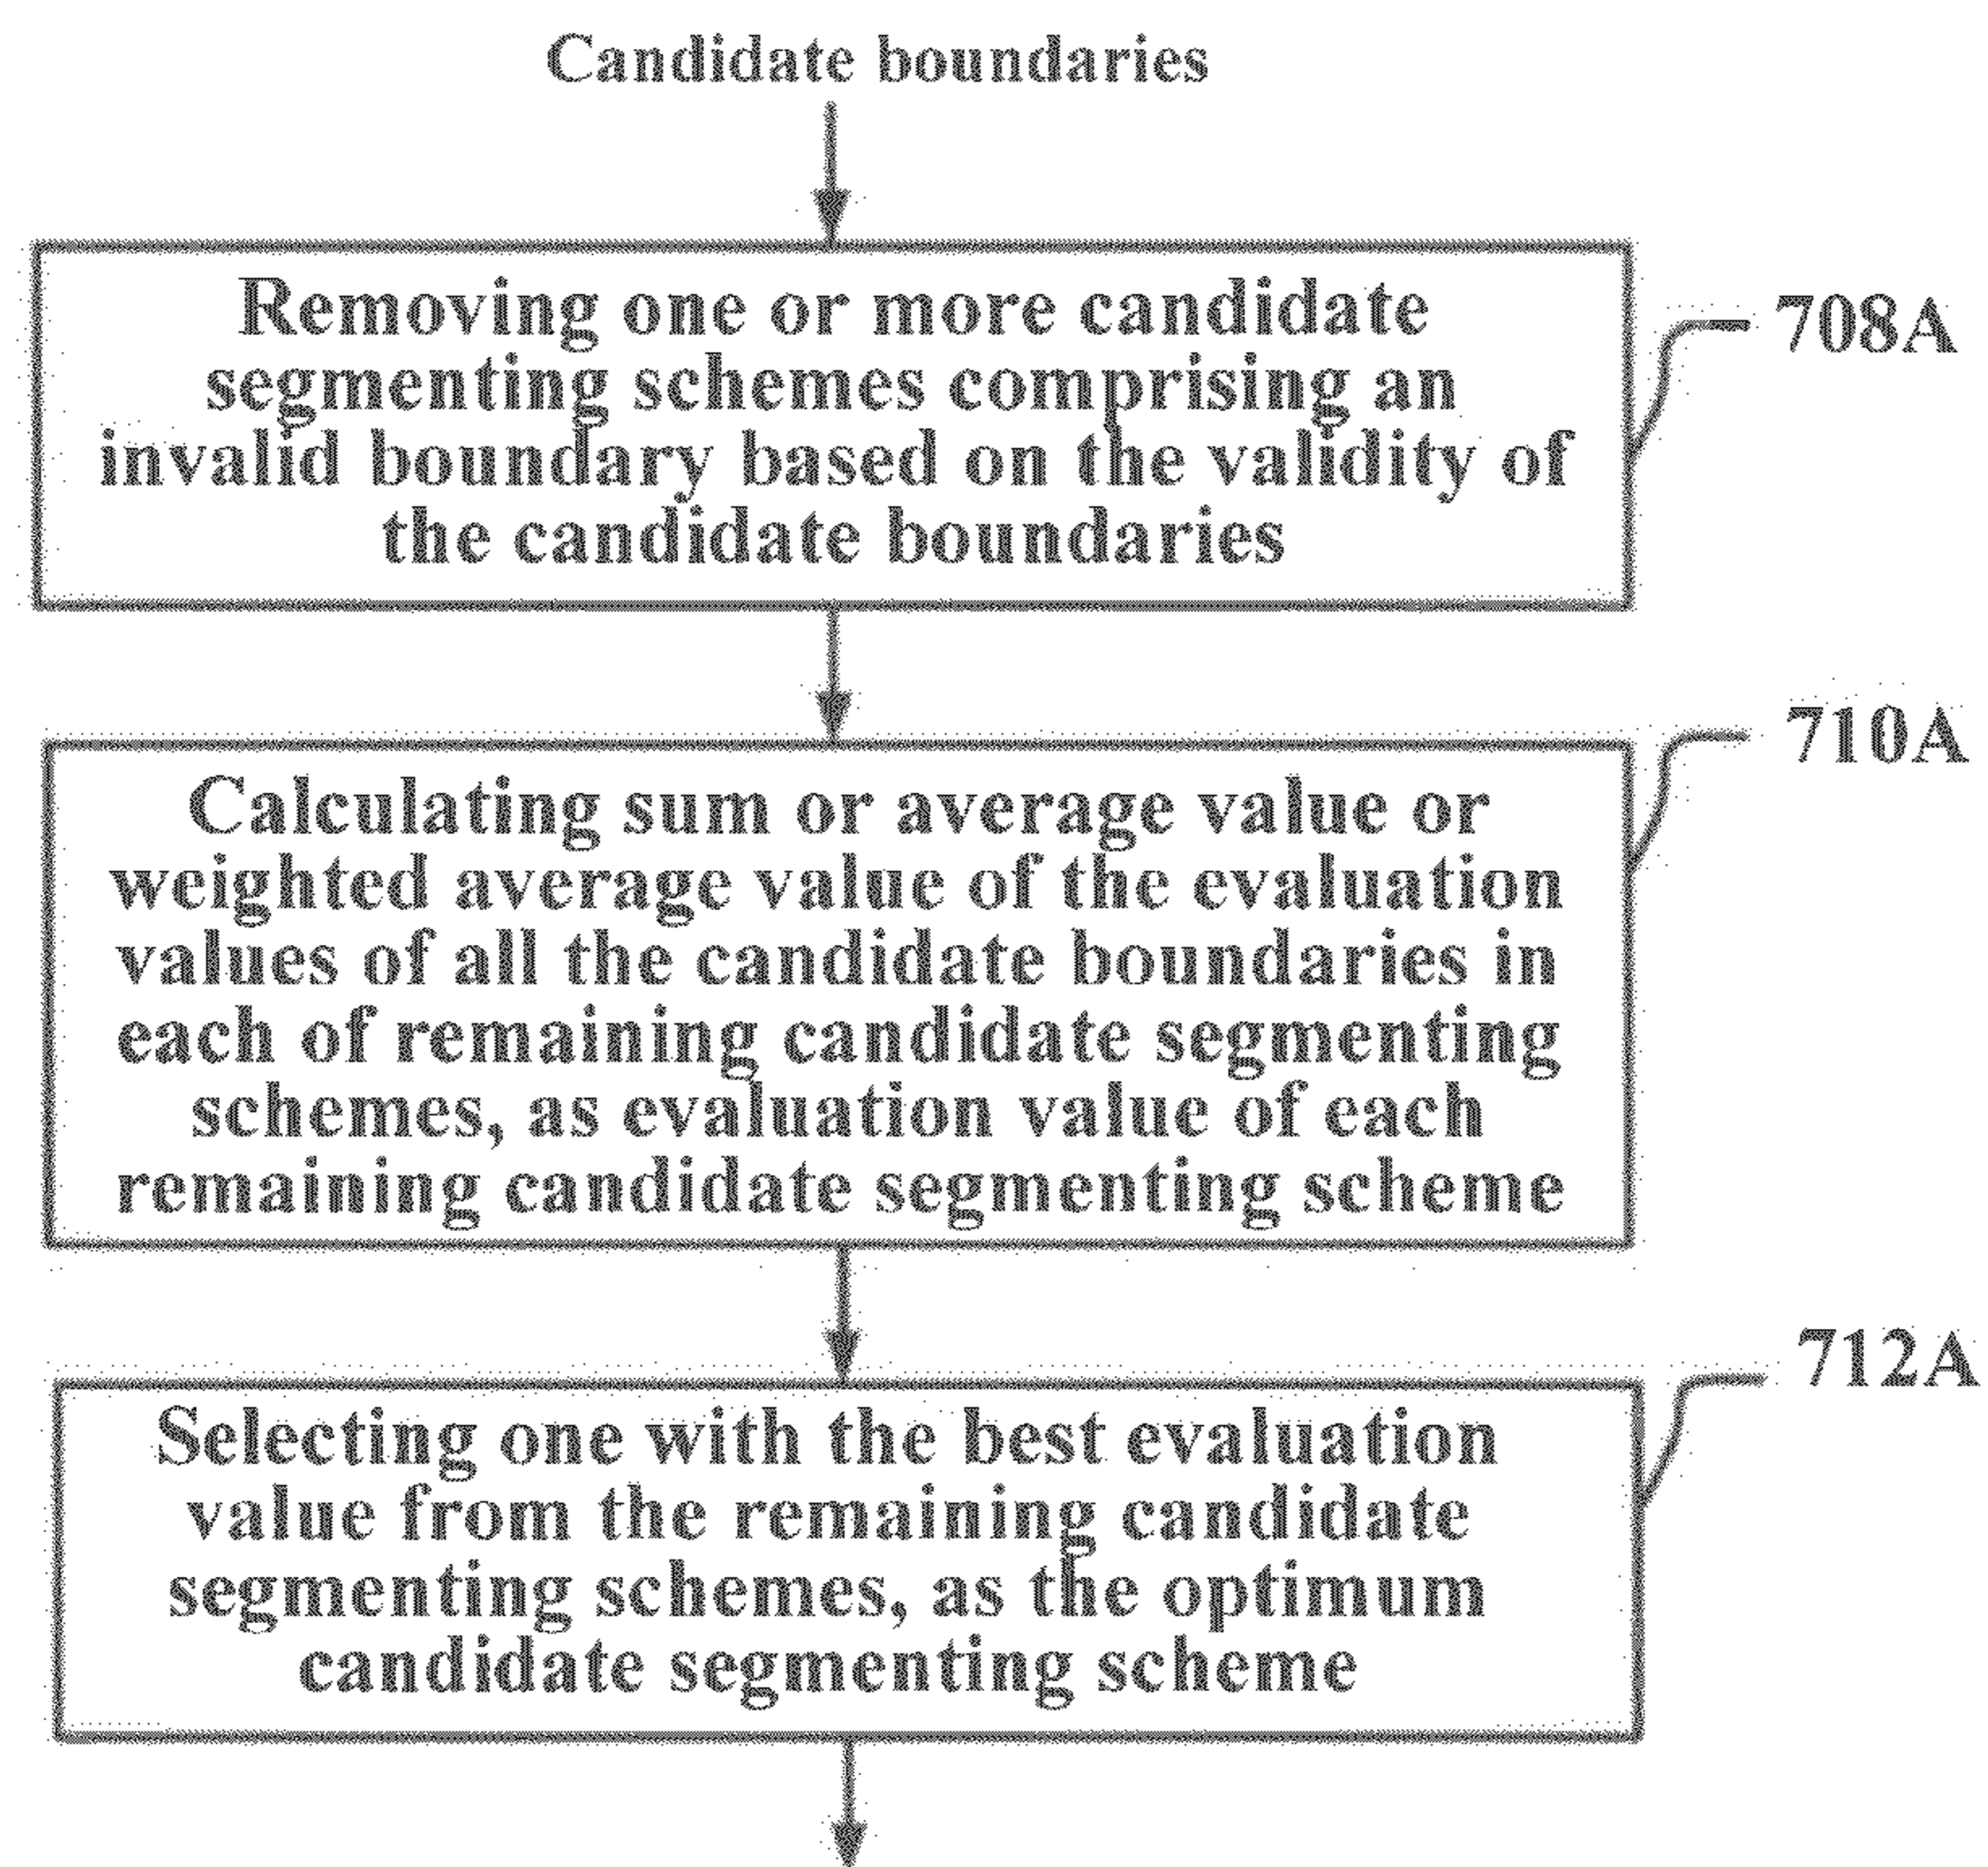 Candidate boundaries
Removing one or more candidate
segmenting schemes comprising an
invalid boundary based on the validity of
the candidate boundaries
708A
Calculating sum or average value or
weighted average value of the evaluation
values of all the candidate boundaries in
each of remaining candidate segmenting
schemes, as evaluation value of each
remaining candidate segmenting scheme
710A
Selecting one with the best evaluation
value from the remaining candidate
segmenting schemes, as the optimum
candidate segmenting scheme
712A